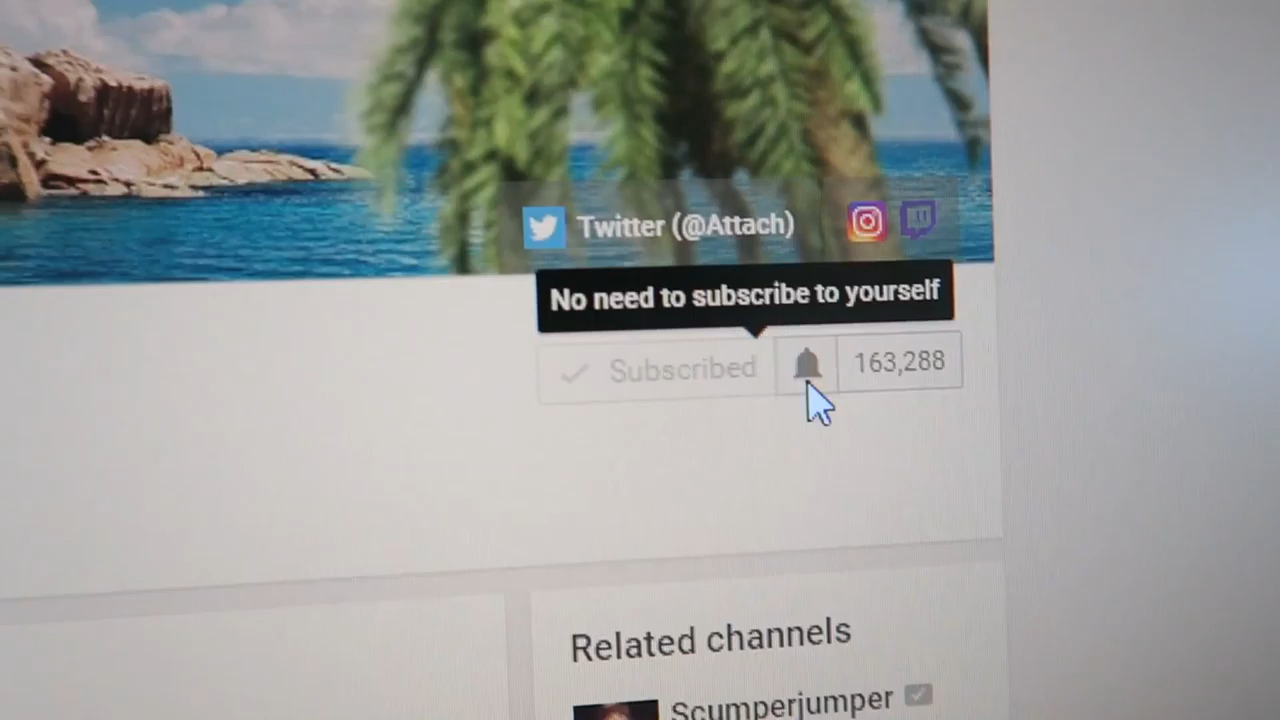 Twitter (@Attach)
No need to subscribe to yourself
Subscribed
163,288
Related channels
Scumperjumper